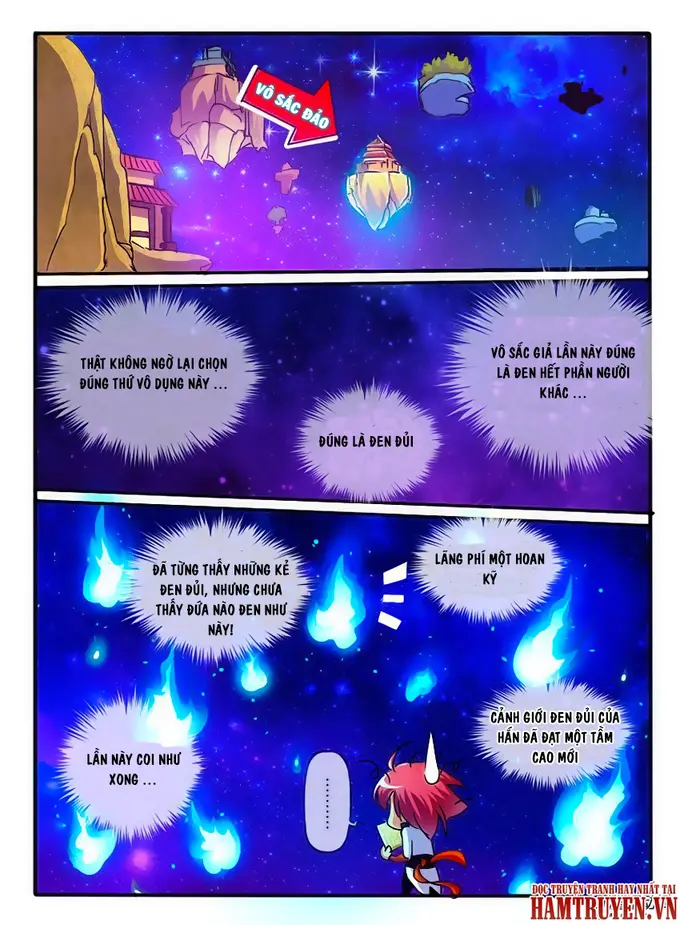 VÔ SẮC ĐẢO
THẬT KHÔNG NGỜ LẠI CHỌN
ĐÚNG THỨ VÔ DỤNG NÀY ...
VÔ SẮC GIẢ LẦN NÀY ĐÚNG
LÀ ĐEN HẾT PHẦN NGƯỜI
KHÁC ...
ĐÚNG LÀ ĐEN ĐỦI
ĐÃ TỪNG THẤY NHỮNG KẺ
ĐEN ĐỦI, NHƯNG CHƯA
THẤY ĐỨA NÀO ĐEN NHƯ
NÀY!
LÃNG PHÍ MỘT HOAN
KỸ
CẢNH GIỚI ĐEN ĐỦI CỦA
HẮN ĐÃ ĐẠT MỘT TẦM
CAO MỚI
LẦN NÀY COI NHƯ
XONG ...
.........
ĐỌC TRUYỆN TRANH HAY NHẤT TẠI
HAMTRUYEN.VN